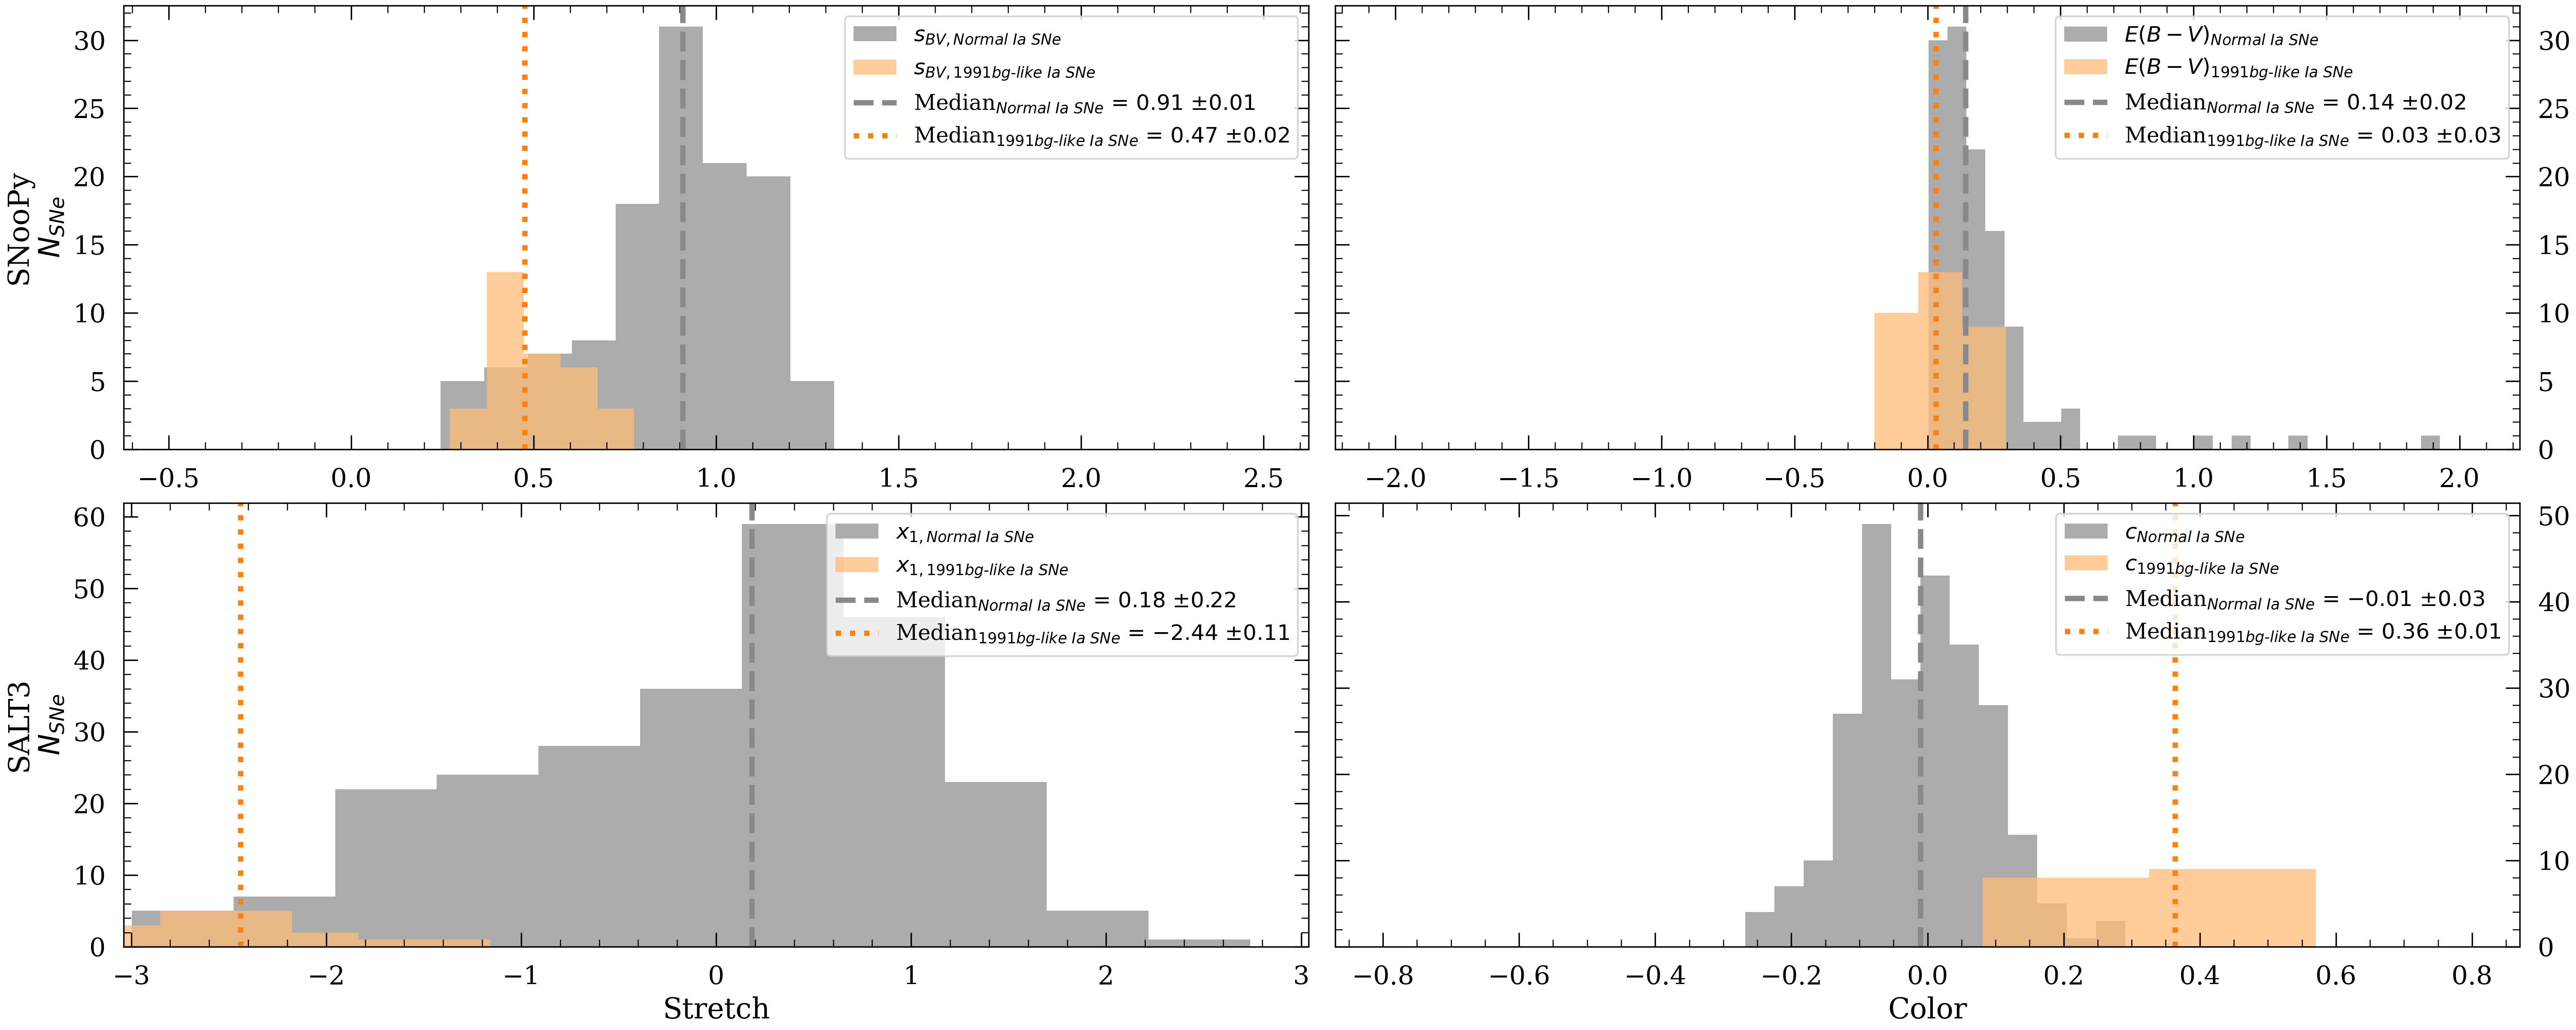 SNooPy
N_SNe
30
25
20
15
10
5
0
s_BV, Normal Ia SNe
s_BV, 1991bg-like Ia SNe
Median_Normal Ia SNe = 0.91 ±0.01
Median_1991bg-like Ia SNe = 0.47 ±0.02
−0.5 0.0 0.5 1.0 1.5 2.0 2.5
E(B − V)_Normal Ia SNe
E(B − V)_1991bg-like Ia SNe
Median_Normal Ia SNe = 0.14 ±0.02
Median_1991bg-like Ia SNe = 0.03 ±0.03
30
25
20
15
10
5
0
−2.0 −1.5 −1.0 −0.5 0.0 0.5 1.0 1.5 2.0
SALT3
N_SNe
60
50
40
30
20
10
0
x_1, Normal Ia SNe
x_1, 1991bg-like Ia SNe
Median_Normal Ia SNe = 0.18 ±0.22
Median_1991bg-like Ia SNe = −2.44 ±0.11
−3 −2 −1 0 1 2 3
Stretch
c_Normal Ia SNe
c_1991bg-like Ia SNe
Median_Normal Ia SNe = −0.01 ±0.03
Median_1991bg-like Ia SNe = 0.36 ±0.01
50
40
30
20
10
0
−0.8 −0.6 −0.4 −0.2 0.0 0.2 0.4 0.6 0.8
Color